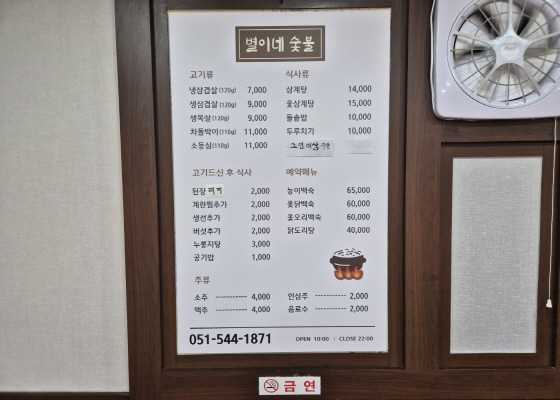 별이네 숯불
고기류
냉삼겹살(120g) 7,000
생삼겹살(120g) 9,000
생목살(120g) 9,000
차돌박이(110g) 11,000
소등심(110g) 11,000
식사류
삼계탕 14,000
옻삼계탕 15,000
돌솥밥 10,000
두루치기 10,000
고기드신 후 식사
된장찌개 2,000
계란찜추가 2,000
생선추가 2,000
버섯추가 2,000
누룽지탕 3,000
공기밥 1,000
예약메뉴
능이백숙 65,000
옻닭백숙 60,000
옻오리백숙 60,000
닭도리탕 40,000
주류
소주 ----------- 4,000
맥주 ----------- 4,000
인삼주 ----------- 2,000
음료수 ----------- 2,000
051-544-1871 OPEN 10:00 | CLOSE 22:00
금연